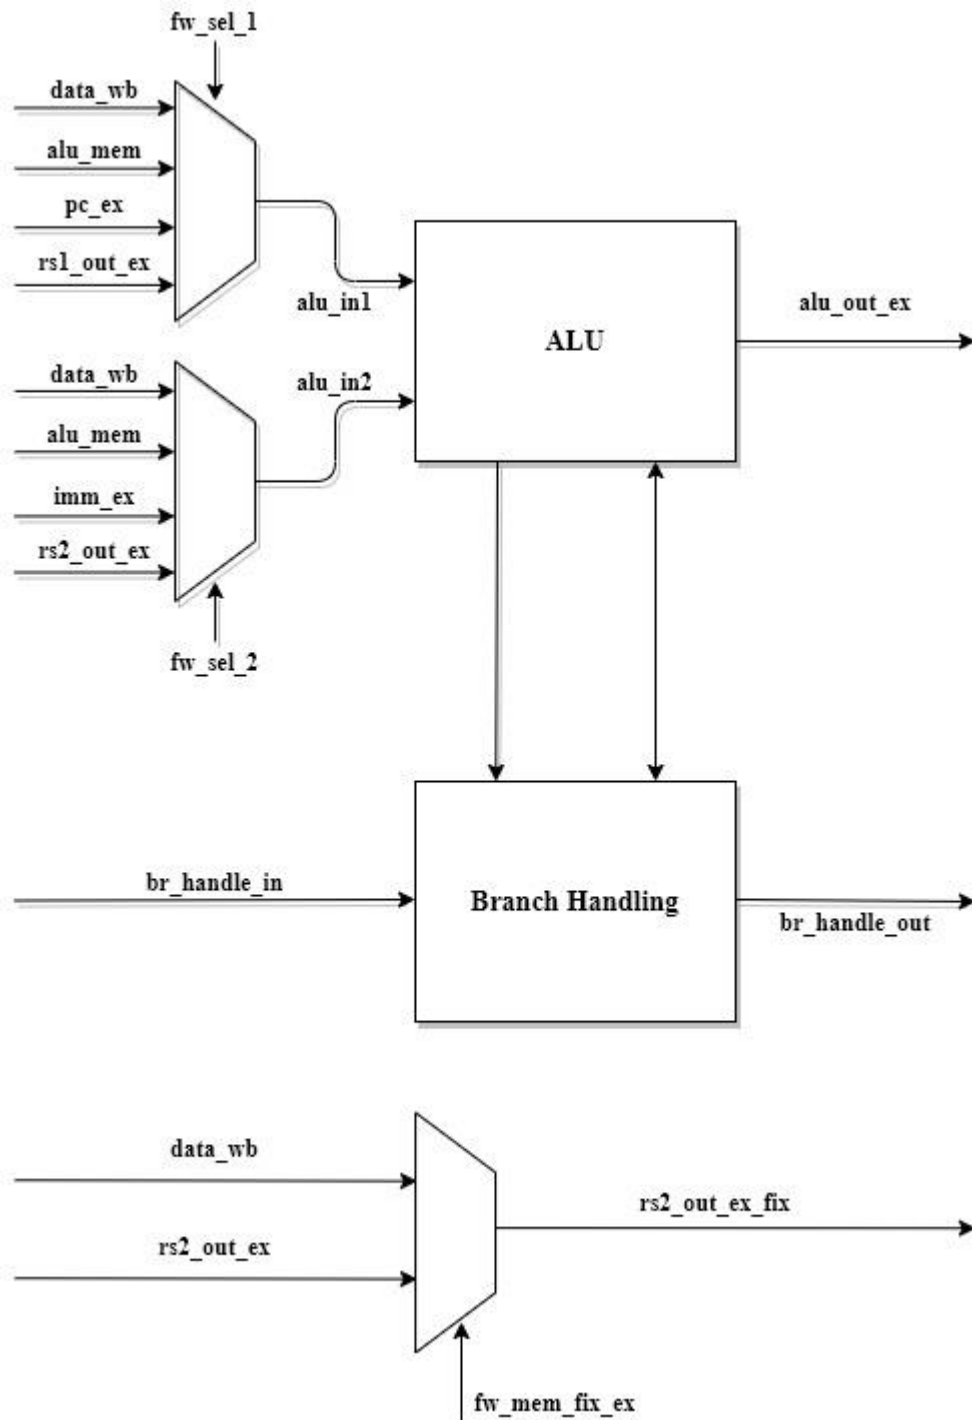 fw_sel_1
data_wb
alu_mem
pc_ex
rs1_out_ex
alu_in1
ALU
alu_out_ex
data_wb
alu_in2
alu_mem
imm_ex
rs2_out_ex
fw_sel_2
br_handle_in
Branch Handling
br_handle_out
data_wb
rs2_out_ex_fix
rs2_out_ex
fw_mem_fix_ex